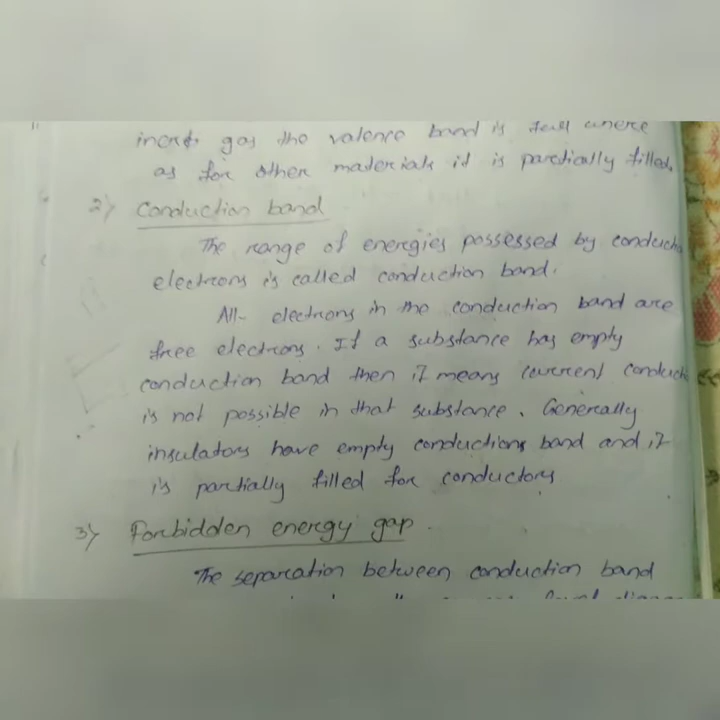 inert gas the valence band is full where
as for other materials it is partially filled.
2) Conduction band
The range of energies possessed by conducti
electrons is called conduction band.
All electrons in the conduction band are
free electrons. If a substance has empty
conduction band then it means current conducti
is not possible in that substance. Generally
insulators have empty conductions band and it
is partially filled for conductors
3) Forbidden energy gap.
The separation between conduction band